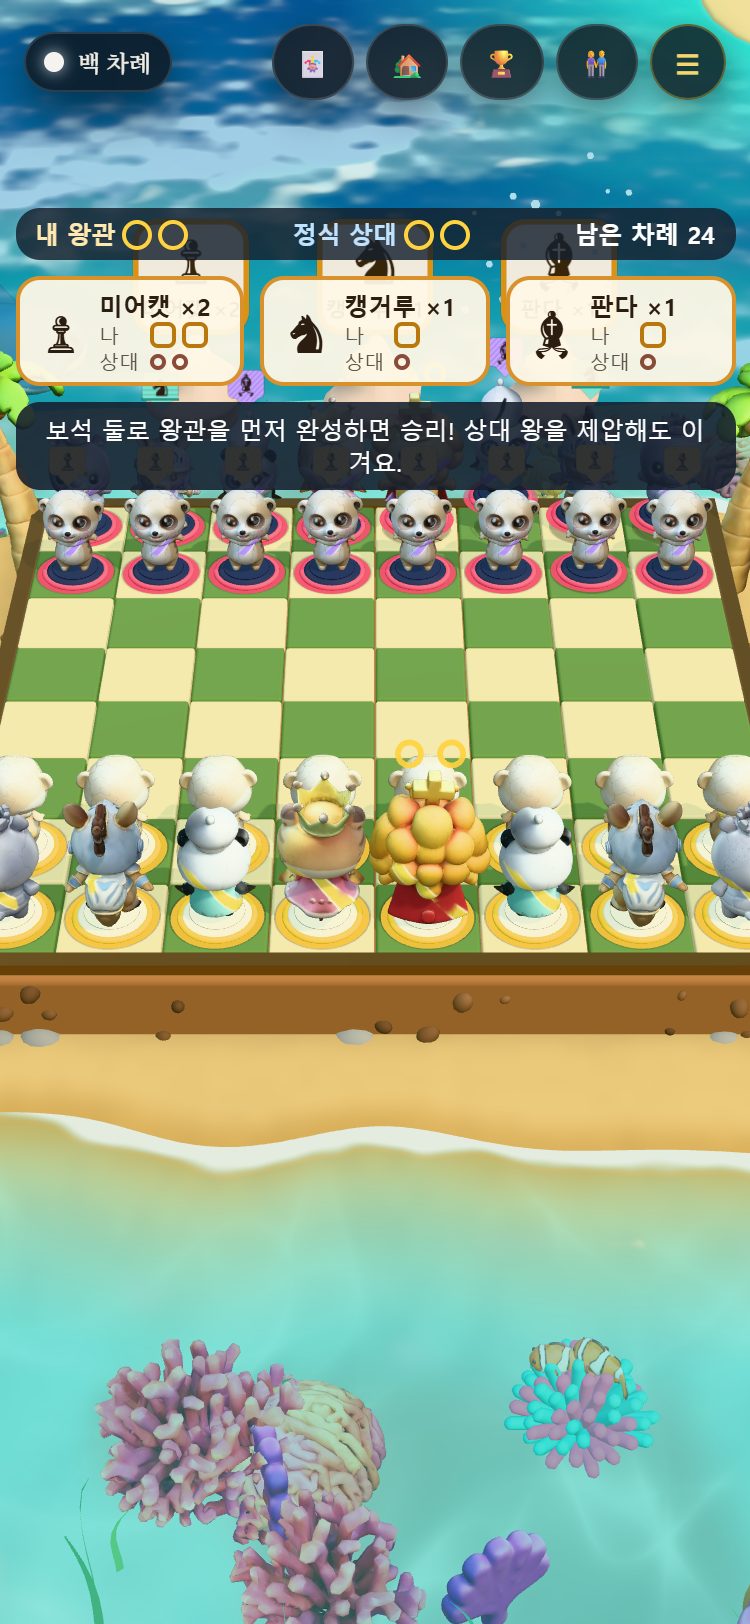 백 차례
내 왕관 정식 상대 남은 차례 24
미어캣 ×2
나
상대
캥거루 ×1
나
상대
판다 ×1
나
상대
보석 둘로 왕관을 먼저 완성하면 승리! 상대 왕을 제압해도 이
겨요.